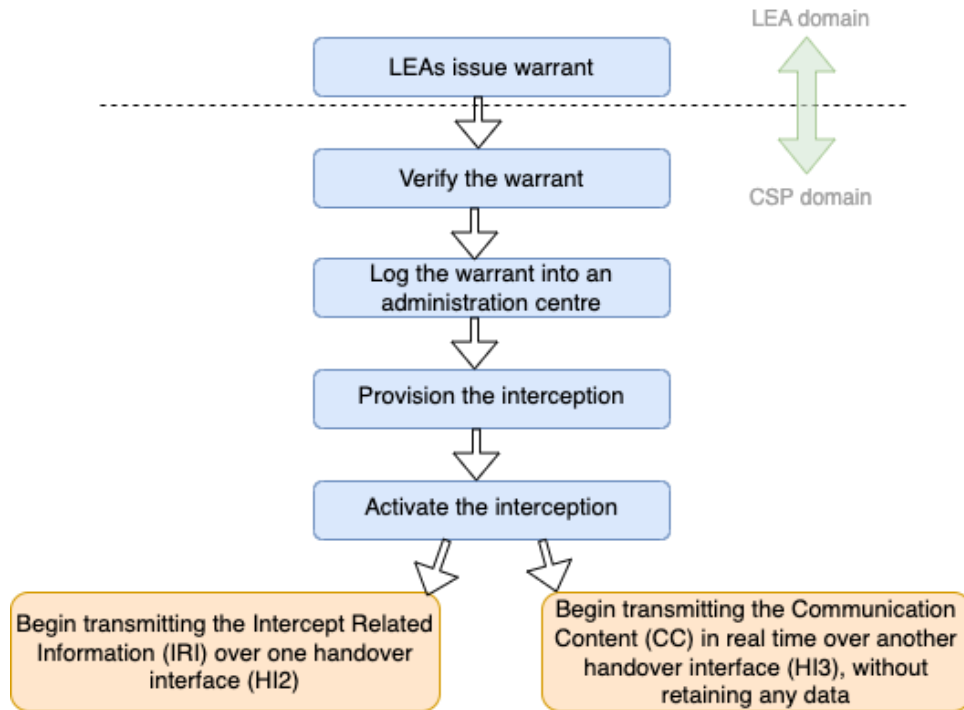 LEA domain
LEAs issue warrant
Verify the warrant
CSP domain
Log the warrant into an
administration centre
Provision the interception
Activate the interception
Begin transmitting the Intercept Related
Information (IRI) over one handover
interface (HI2)
Begin transmitting the Communication
Content (CC) in real time over another
handover interface (HI3), without
retaining any data